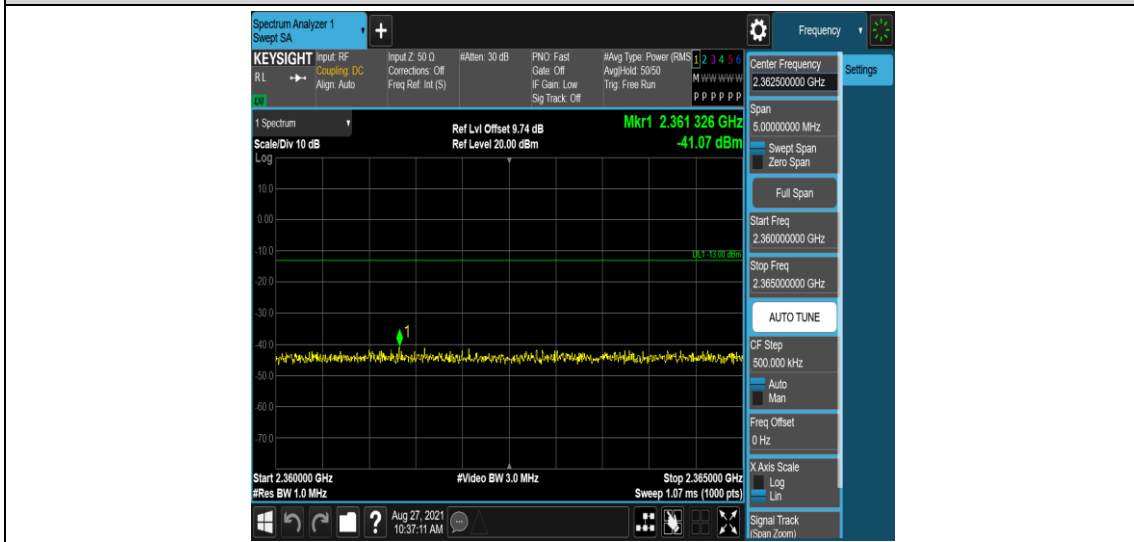 Spectrum Analyzer 1
Swept SA
+
Frequency
KEYSIGHT
RL
LXI
Input: RF
Coupling: DC
Align: Auto
Input Z: 50 Ω
Corrections: Off
Freq Ref: Int (S)
#Atten: 30 dB
PNO: Fast
Gate: Off
IF Gain: Low
Sig Track: Off
#Avg Type: Power (RMS
Avg|Hold: 50/50
Trig: Free Run
1 2 3 4 5 6
M W W W W W
P P P P P P
1 Spectrum
Scale/Div 10 dB
Log
Ref Lvl Offset 9.74 dB
Ref Level 20.00 dBm
Mkr1 2.361 326 GHz
-41.07 dBm
10.0
0.00
-10.0
DL1 -13.00 dBm
-20.0
-30.0
1
-40.0
-50.0
-60.0
-70.0
Start 2.360000 GHz
#Res BW 1.0 MHz
#Video BW 3.0 MHz
Stop 2.365000 GHz
Sweep 1.07 ms (1000 pts)
Center Frequency
2.362500000 GHz
Settings
Span
5.00000000 MHz
Swept Span
Zero Span
Full Span
Start Freq
2.360000000 GHz
Stop Freq
2.365000000 GHz
AUTO TUNE
CF Step
500.000 kHz
Auto
Man
Freq Offset
0 Hz
X Axis Scale
Log
Lin
Signal Track
(Span Zoom)
?
Aug 27, 2021
10:37:11 AM